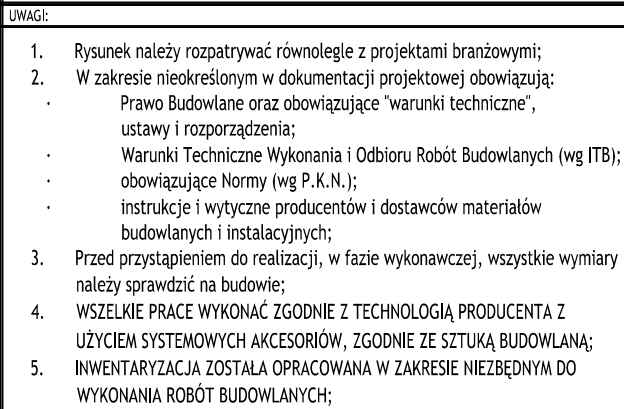 UWAGI:
1. Rysunek należy rozpatrywać równolegle z projektami branżowymi;
2. W zakresie nieokreślonym w dokumentacji projektowej obowiązują:
· Prawo Budowlane oraz obowiązujące "warunki techniczne",
ustawy i rozporządzenia;
· Warunki Techniczne Wykonania i Odbioru Robót Budowlanych (wg ITB);
· obowiązujące Normy (wg P.K.N.);
· instrukcje i wytyczne producentów i dostawców materiałów
budowlanych i instalacyjnych;
3. Przed przystąpieniem do realizacji, w fazie wykonawczej, wszystkie wymiary
należy sprawdzić na budowie;
4. WSZELKIE PRACE WYKONAĆ ZGODNIE Z TECHNOLOGIĄ PRODUCENTA Z
UŻYCIEM SYSTEMOWYCH AKCESORIÓW, ZGODNIE ZE SZTUKĄ BUDOWLANĄ;
5. INWENTARYZACJA ZOSTAŁA OPRACOWANA W ZAKRESIE NIEZBĘDNYM DO
WYKONANIA ROBÓT BUDOWLANYCH;